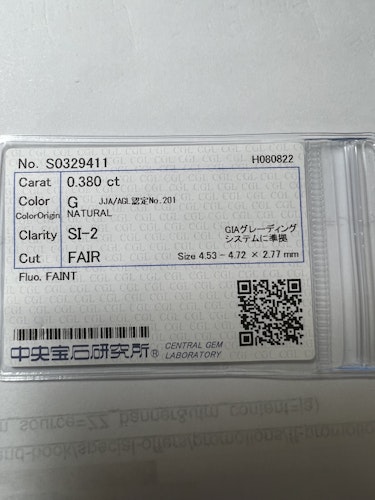 No. S0329411 H080822
Carat 0.380 ct
Color G JJA/AGL認定No.201
ColorOrigin NATURAL
Clarity SI-2 GIAグレーディング
システムに準拠
Cut FAIR Size 4.53 - 4.72 × 2.77 mm
Fluo. FAINT
中央宝石研究所® CENTRAL GEM
LABORATORY